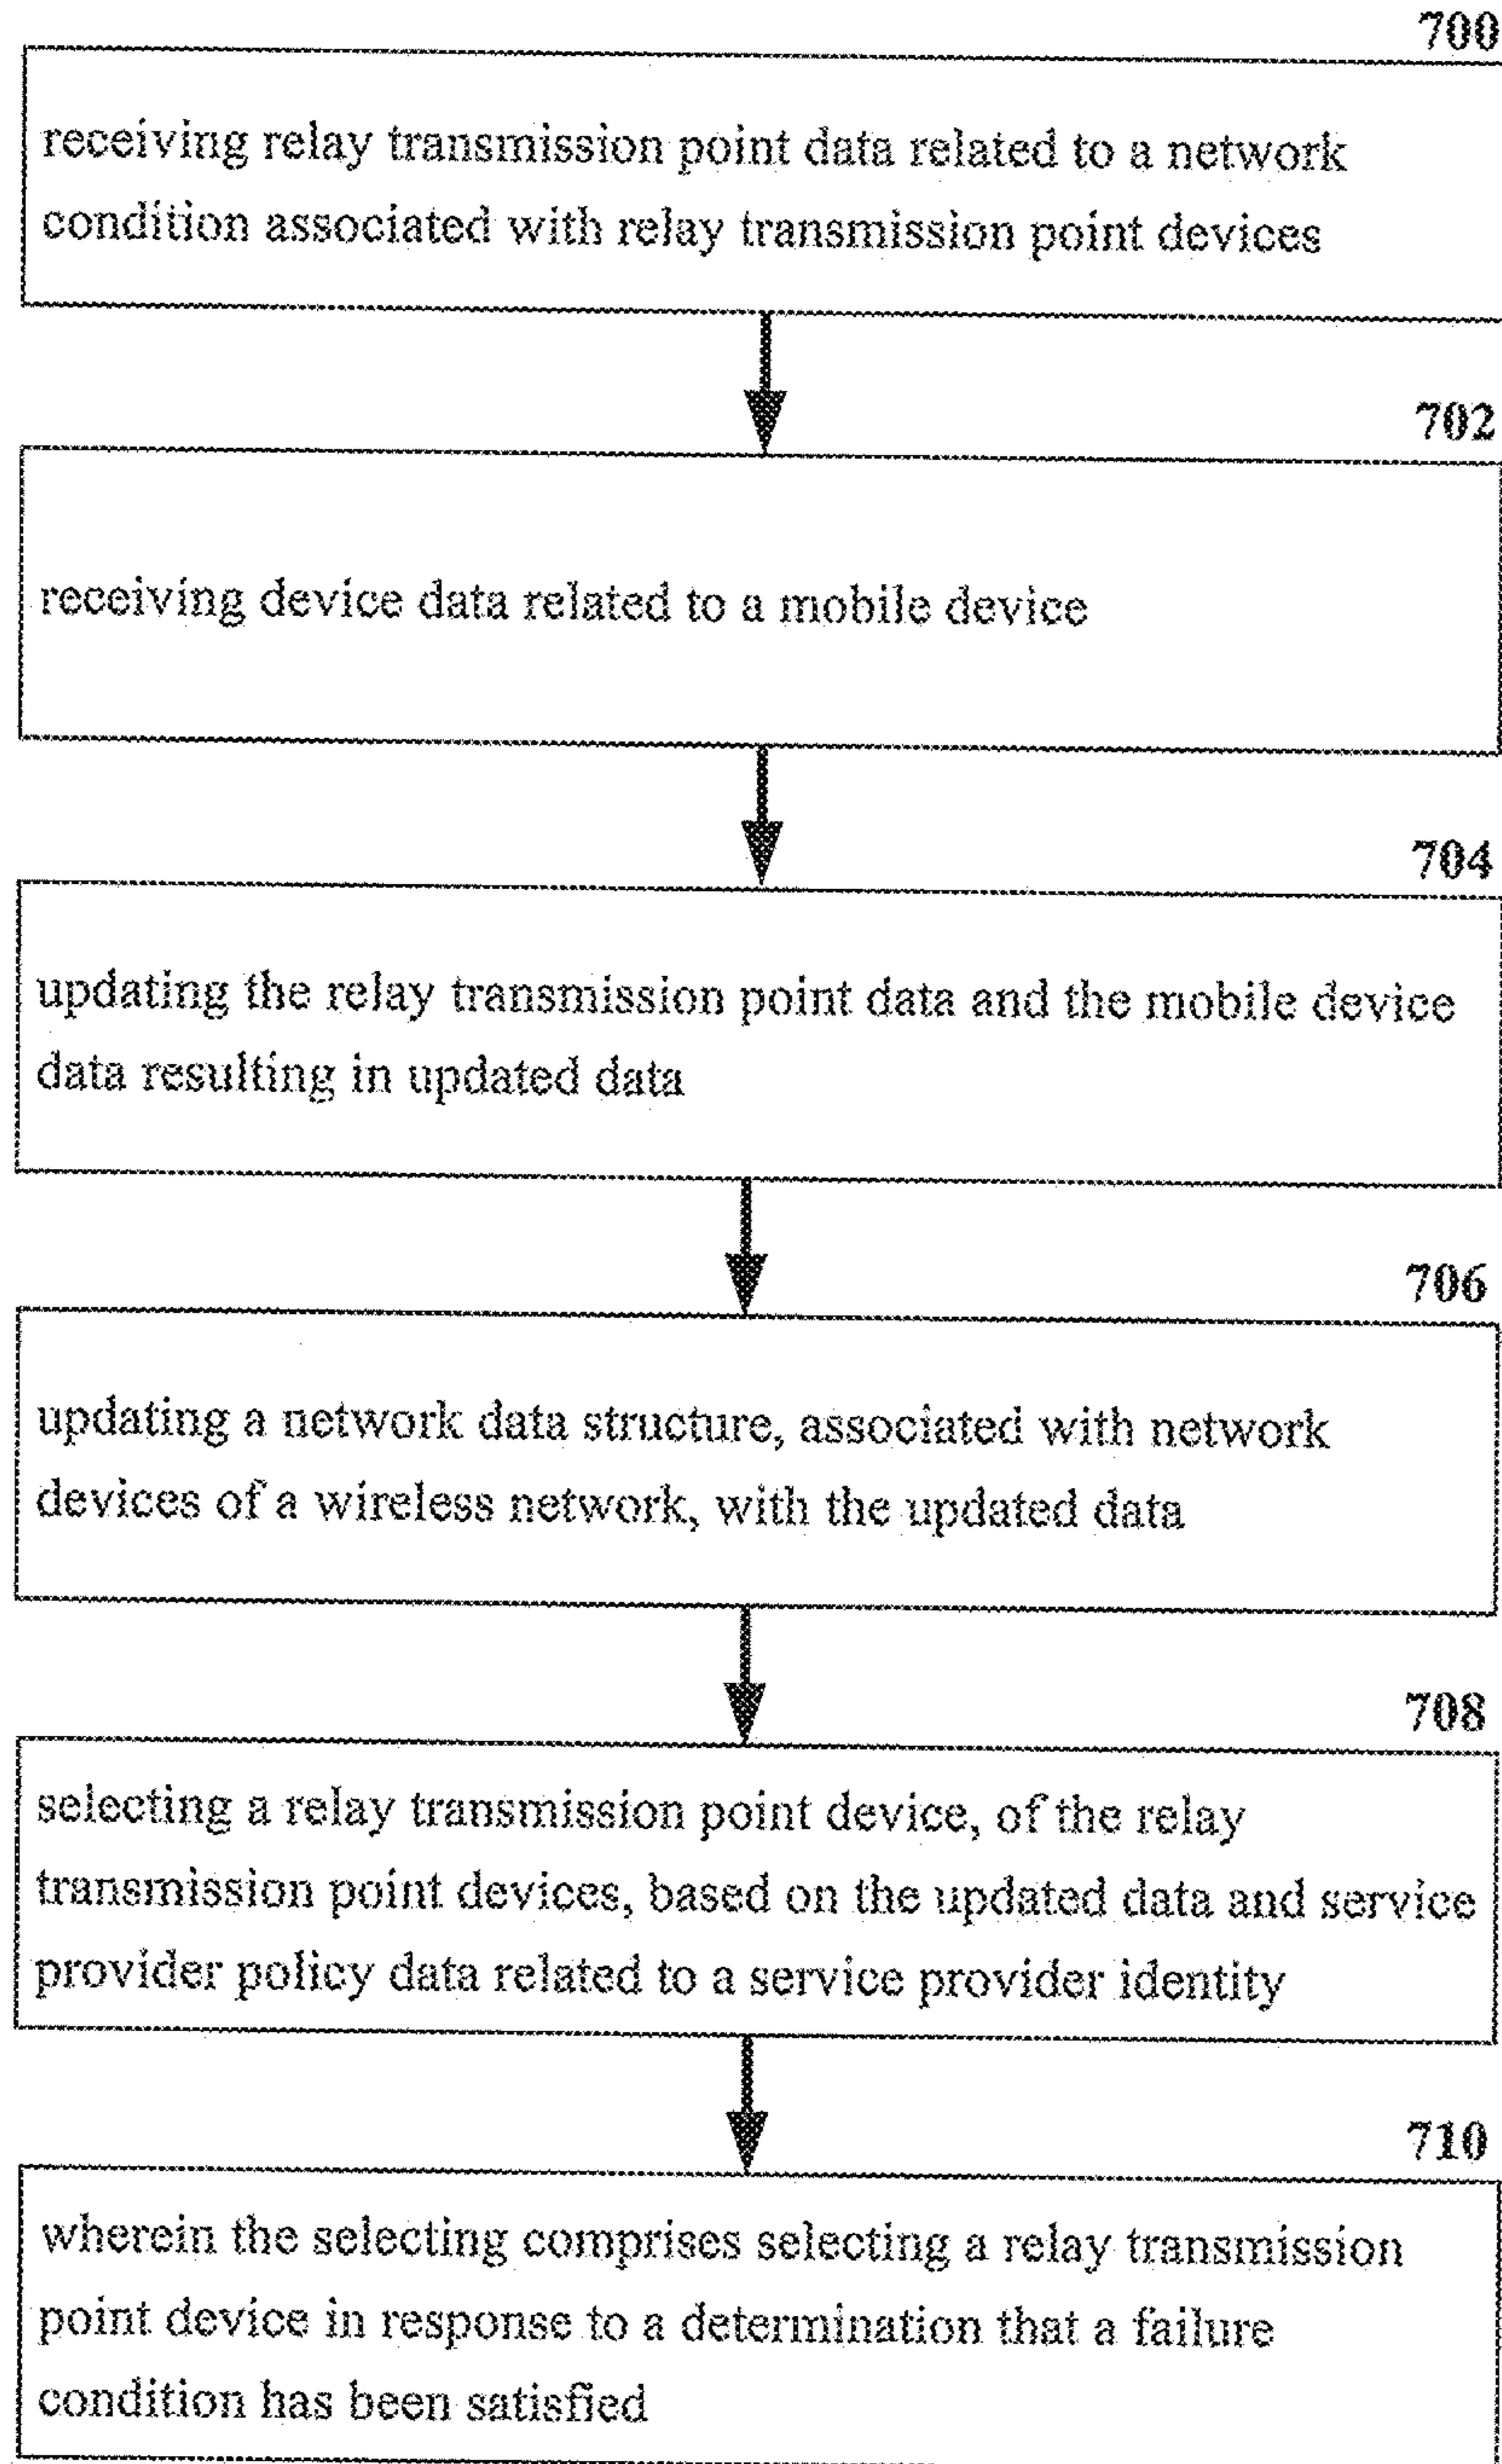 700
receiving relay transmission point data related to a network
condition associated with relay transmission point devices
702
receiving device data related to a mobile device
704
updating the relay transmission point data and the mobile device
data resulting in updated data
706
updating a network data structure, associated with network
devices of a wireless network, with the updated data
708
selecting a relay transmission point device, of the relay
transmission point devices, based on the updated data and service
provider policy data related to a service provider identity
710
wherein the selecting comprises selecting a relay transmission
point device in response to a determination that a failure
condition has been satisfied